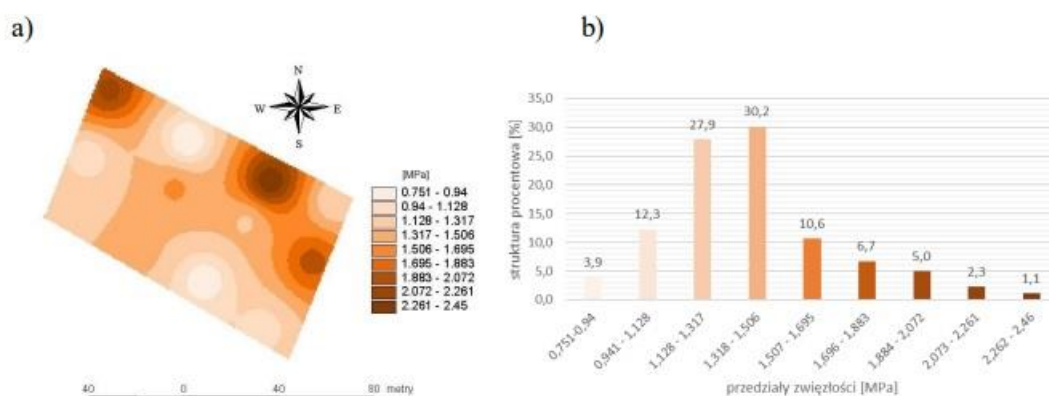 a)
N
W E
S
[MPa]
0.751 - 0.94
0.94 - 1.128
1.128 - 1.317
1.317 - 1.506
1.506 - 1.695
1.695 - 1.883
1.883 - 2.072
2.072 - 2.261
2.261 - 2.45
40 0 40 80 metry
b)
struktura procentowa [%]
35,0
30,0
25,0
20,0
15,0
10,0
5,0
0,0
3,9
12,3
27,9
30,2
10,6
6,7
5,0
2,3
1,1
0,751-0,94
0,941 - 1,128
1,128 - 1,317
1,318 - 1,506
1,507 - 1,695
1,696 - 1,883
1,884 - 2,072
2,073 - 2,261
2,262 - 2,46
przedziały zwięzłości [MPa]